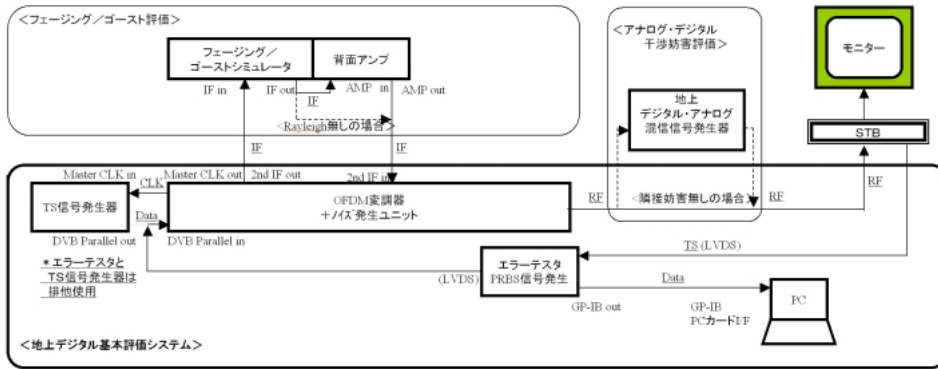 <フェージング／ゴースト評価>
フェージング／
ゴーストシミュレータ
背面アンプ
IF in
IF out
AMP in
AMP out
IF
<Rayleigh無しの場合>
IF
IF
<アナログ・デジタル
干渉妨害評価>
地上
デジタル・アナログ
混信信号発生器
モニター
STB
Master CLK in
Master CLK out
2nd IF out
2nd IF in
CLK
TS信号発生器
Data
OFDM変調器
＋ノイズ発生ユニット
RF
<隣接妨害無しの場合>
RF
RF
DVB Parallel out
DVB Parallel in
＊エラーテスタと
TS信号発生器は
排他使用
TS (LVDS)
(LVDS)
エラーテスタ
PRBS信号発生
Data
GP-IB out
GP-IB
PCカードI/F
PC
<地上デジタル基本評価システム>